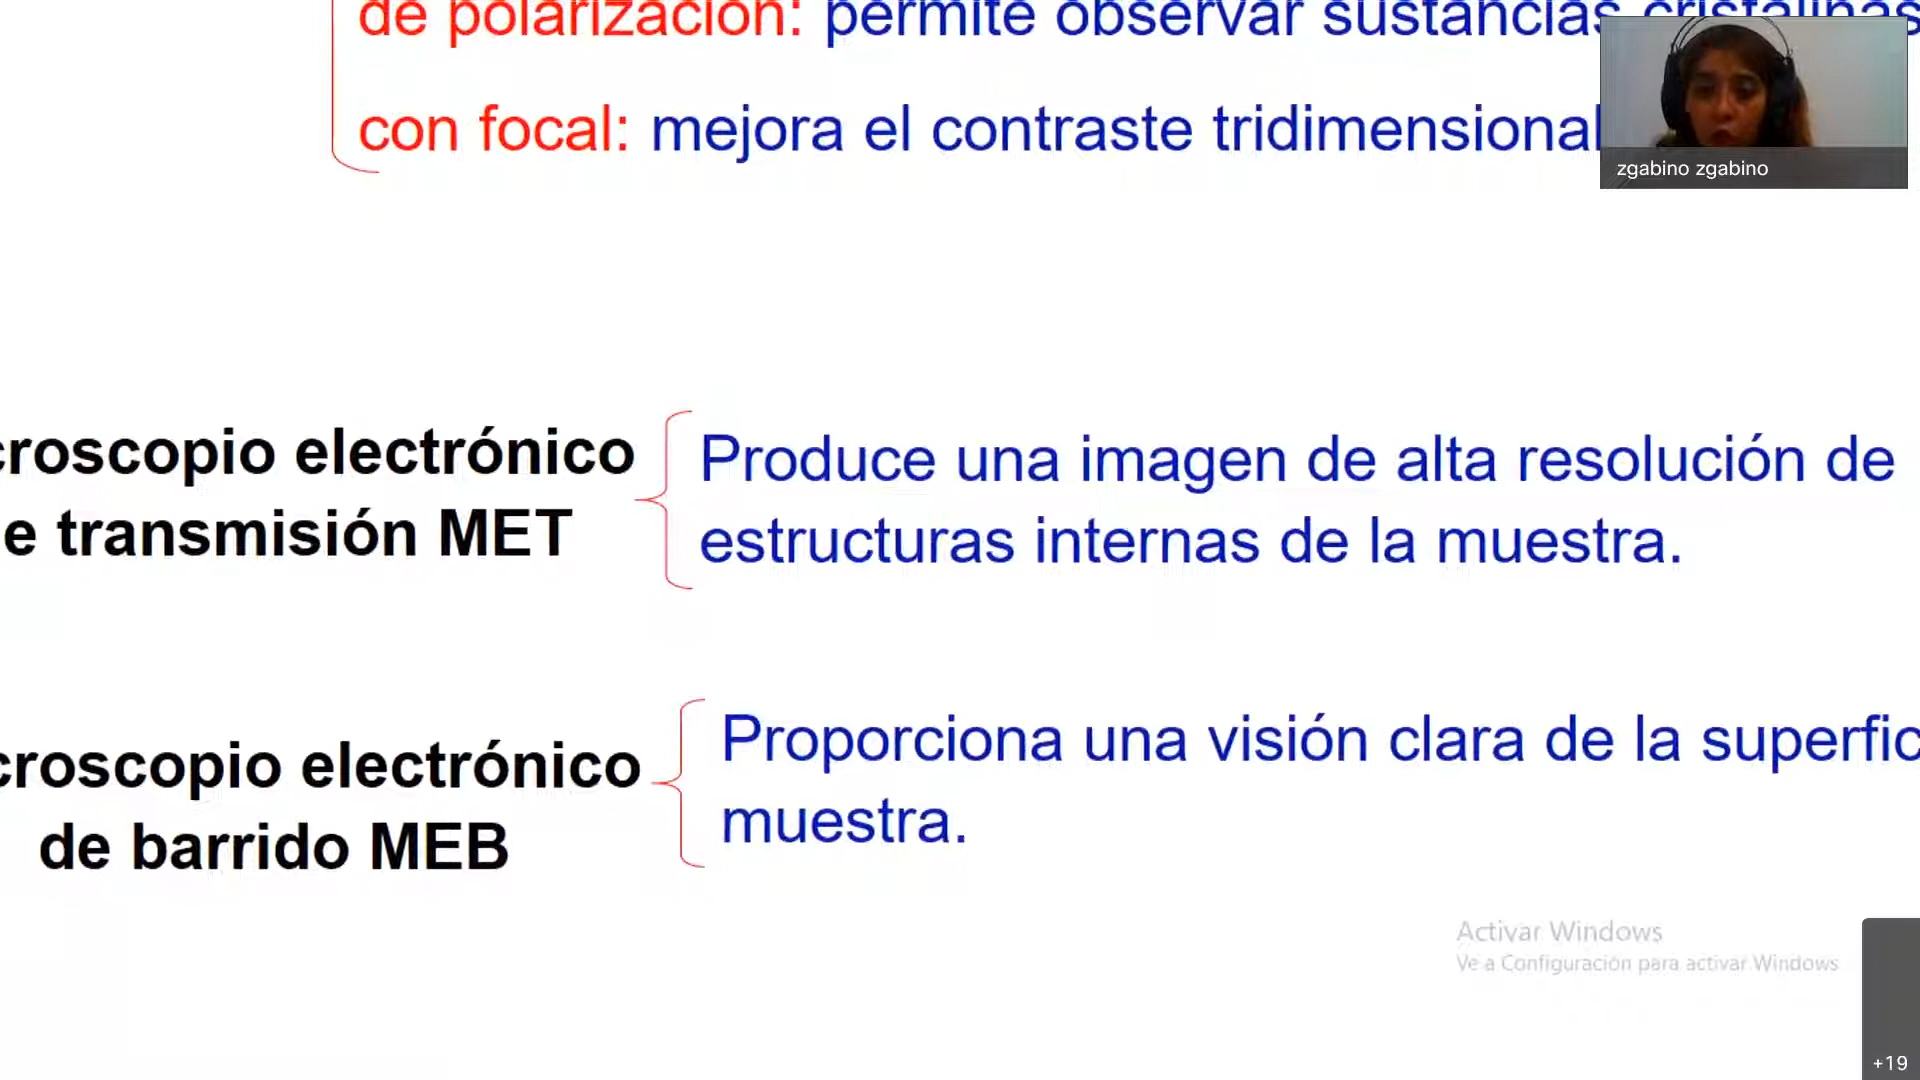 de polarización: permite observar sustancias cristalinas
con focal: mejora el contraste tridimensional
zgabino zgabino
croscopio electrónico
e transmisión MET
Produce una imagen de alta resolución de
estructuras internas de la muestra.
croscopio electrónico
de barrido MEB
Proporciona una visión clara de la superfic
muestra.
Activar Windows
Ve a Configuración para activar Windows
+19